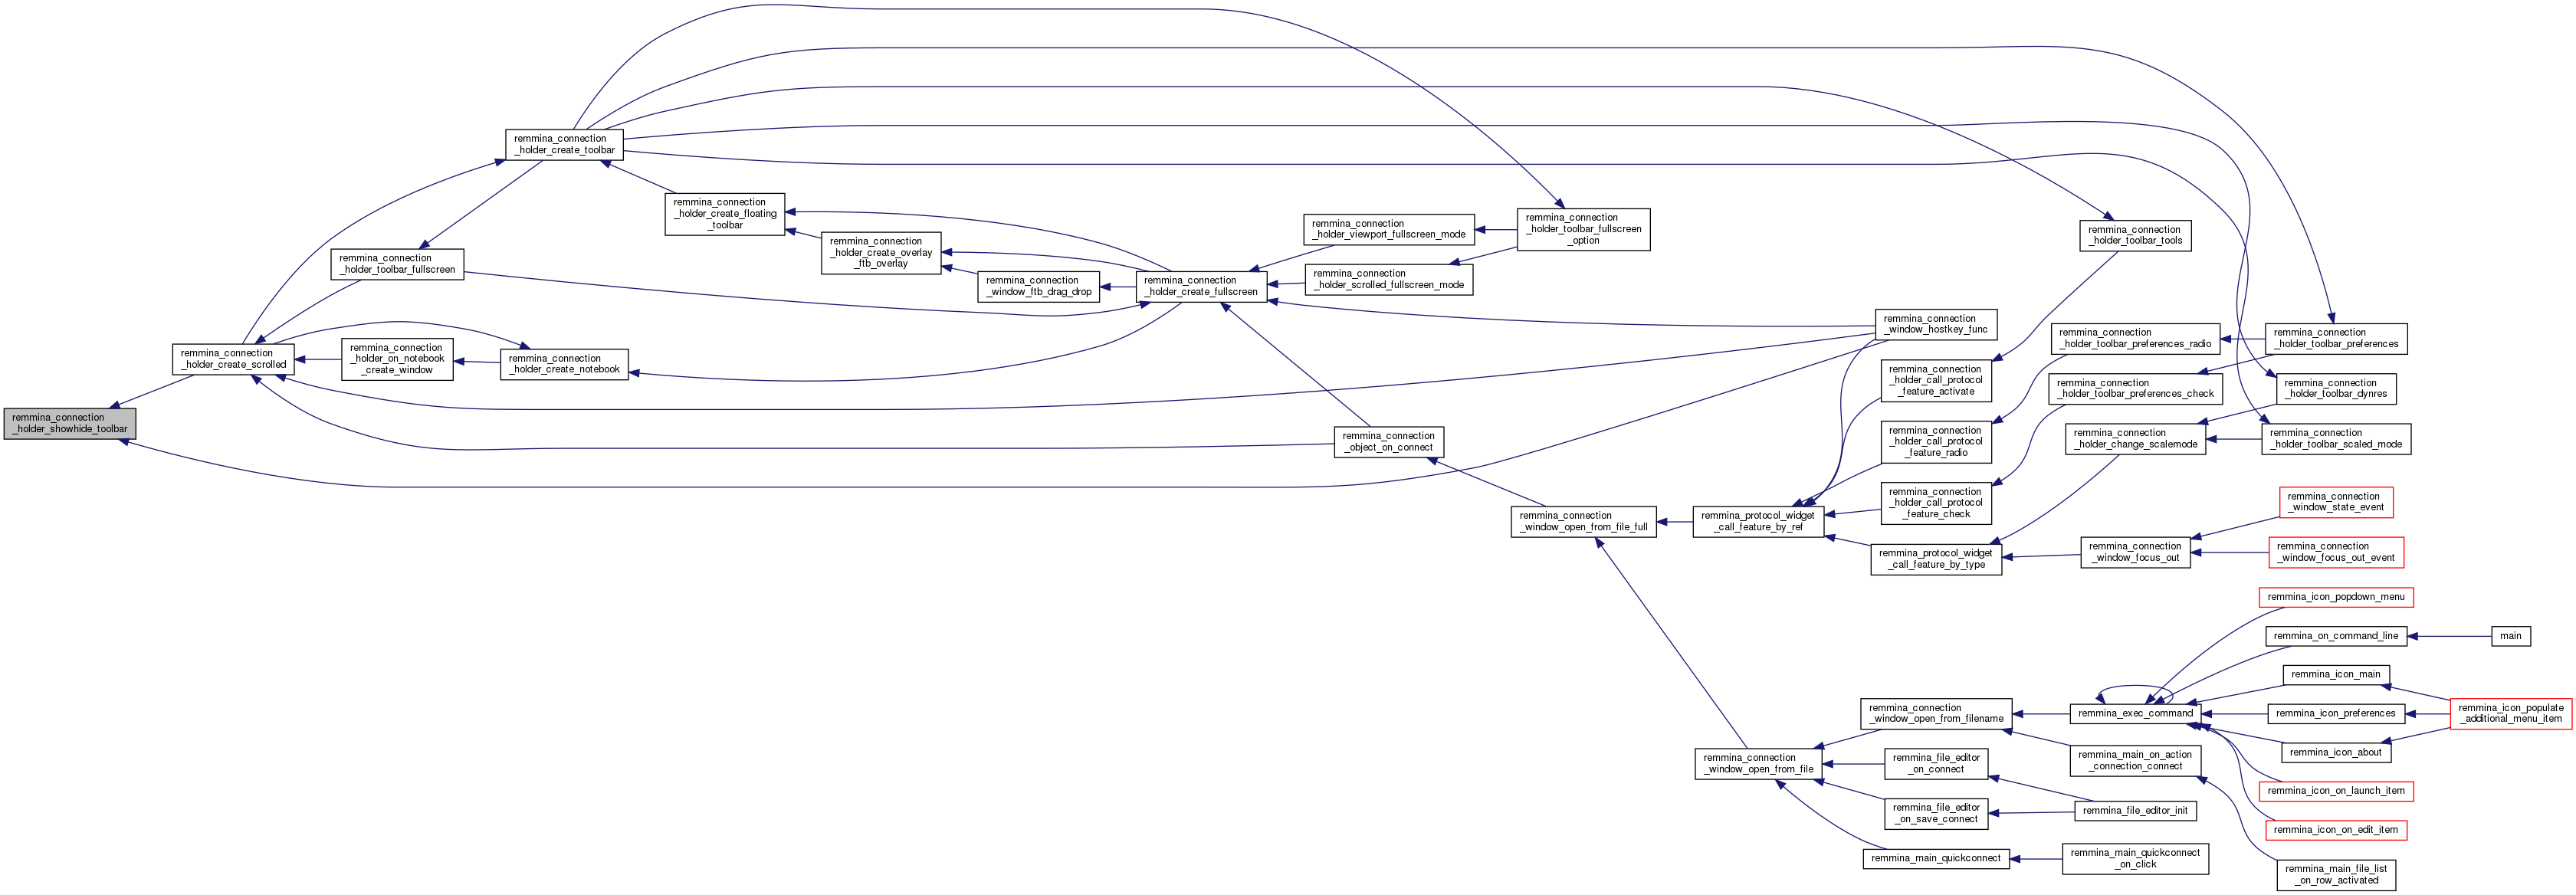 remmina_connection
_holder_showhide_toolbar
remmina_connection
_holder_create_scrolled
remmina_connection
_holder_toolbar_fullscreen
remmina_connection
_holder_on_notebook
_create_window
remmina_connection
_holder_create_toolbar
remmina_connection
_holder_create_notebook
remmina_connection
_holder_create_floating
_toolbar
remmina_connection
_holder_create_overlay
_ftb_overlay
remmina_connection
_window_ftb_drag_drop
remmina_connection
_holder_create_fullscreen
remmina_connection
_holder_viewport_fullscreen_mode
remmina_connection
_holder_scrolled_fullscreen_mode
remmina_connection
_object_on_connect
remmina_connection
_holder_toolbar_fullscreen
_option
remmina_connection
_window_open_from_file_full
remmina_protocol_widget
_call_feature_by_ref
remmina_connection
_window_open_from_file
remmina_connection
_window_hostkey_func
remmina_connection
_holder_call_protocol
_feature_activate
remmina_connection
_holder_call_protocol
_feature_radio
remmina_connection
_holder_call_protocol
_feature_check
remmina_protocol_widget
_call_feature_by_type
remmina_connection
_window_open_from_filename
remmina_file_editor
_on_connect
remmina_file_editor
_on_save_connect
remmina_main_quickconnect
remmina_connection
_holder_toolbar_tools
remmina_connection
_holder_toolbar_preferences_radio
remmina_connection
_holder_toolbar_preferences_check
remmina_connection
_holder_change_scalemode
remmina_connection
_window_focus_out
remmina_exec_command
remmina_main_on_action
_connection_connect
remmina_file_editor_init
remmina_main_quickconnect
_on_click
remmina_connection
_holder_toolbar_preferences
remmina_connection
_holder_toolbar_dynres
remmina_connection
_holder_toolbar_scaled_mode
remmina_connection
_window_state_event
remmina_connection
_window_focus_out_event
remmina_icon_popdown_menu
remmina_on_command_line
main
remmina_icon_main
remmina_icon_preferences
remmina_icon_populate
_additional_menu_item
remmina_icon_about
remmina_icon_on_launch_item
remmina_icon_on_edit_item
remmina_main_file_list
_on_row_activated